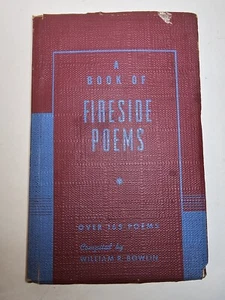 A
BOOK OF
FIRESIDE
POEMS
OVER 165 POEMS
Compiled by
WILLIAM R. BOWLIN